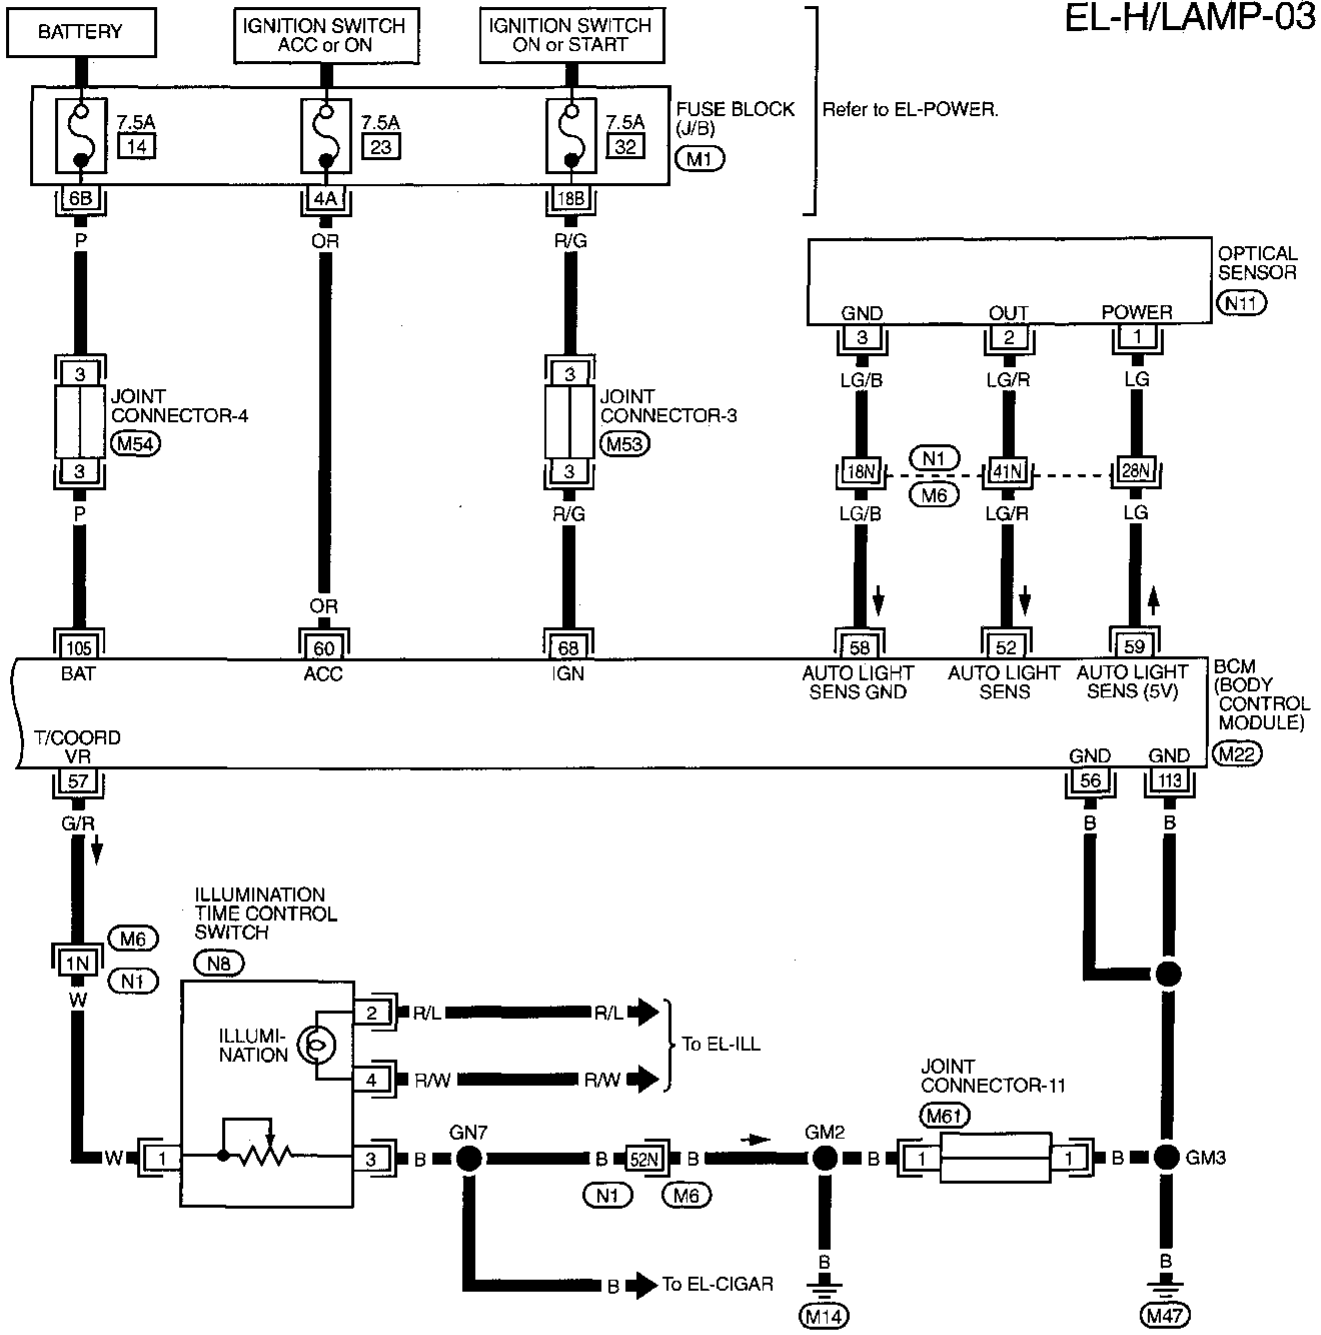 EL-H/LAMP-03
BATTERY
IGNITION SWITCH
ACC or ON
IGNITION SWITCH
ON or START
7.5A
14
7.5A
23
7.5A
32
FUSE BLOCK
(J/B)
M1
Refer to EL-POWER.
6B
4A
18B
P
OR
R/G
OPTICAL
SENSOR
N11
GND
OUT
POWER
3
2
1
LG/B
LG/R
LG
3
JOINT
CONNECTOR-4
M54
3
3
JOINT
CONNECTOR-3
M53
3
18N
N1
M6
41N
28N
P
R/G
LG/B
LG/R
LG
OR
105
60
68
58
52
59
BAT
ACC
IGN
AUTO LIGHT
SENS GND
AUTO LIGHT
SENS
AUTO LIGHT
SENS (5V)
BCM
(BODY
CONTROL
MODULE)
M22
T/COORD
VR
57
GND
56
GND
113
G/R
B
B
ILLUMINATION
TIME CONTROL
SWITCH
N8
M6
1N
N1
W
ILLUMI-
NATION
2
R/L
R/L
To EL-ILL
4
R/W
R/W
JOINT
CONNECTOR-11
M61
W
1
3
B
GN7
B
52N
B
N1
M6
GM2
B
1
1
B
GM3
B
To EL-CIGAR
B
M14
B
M47